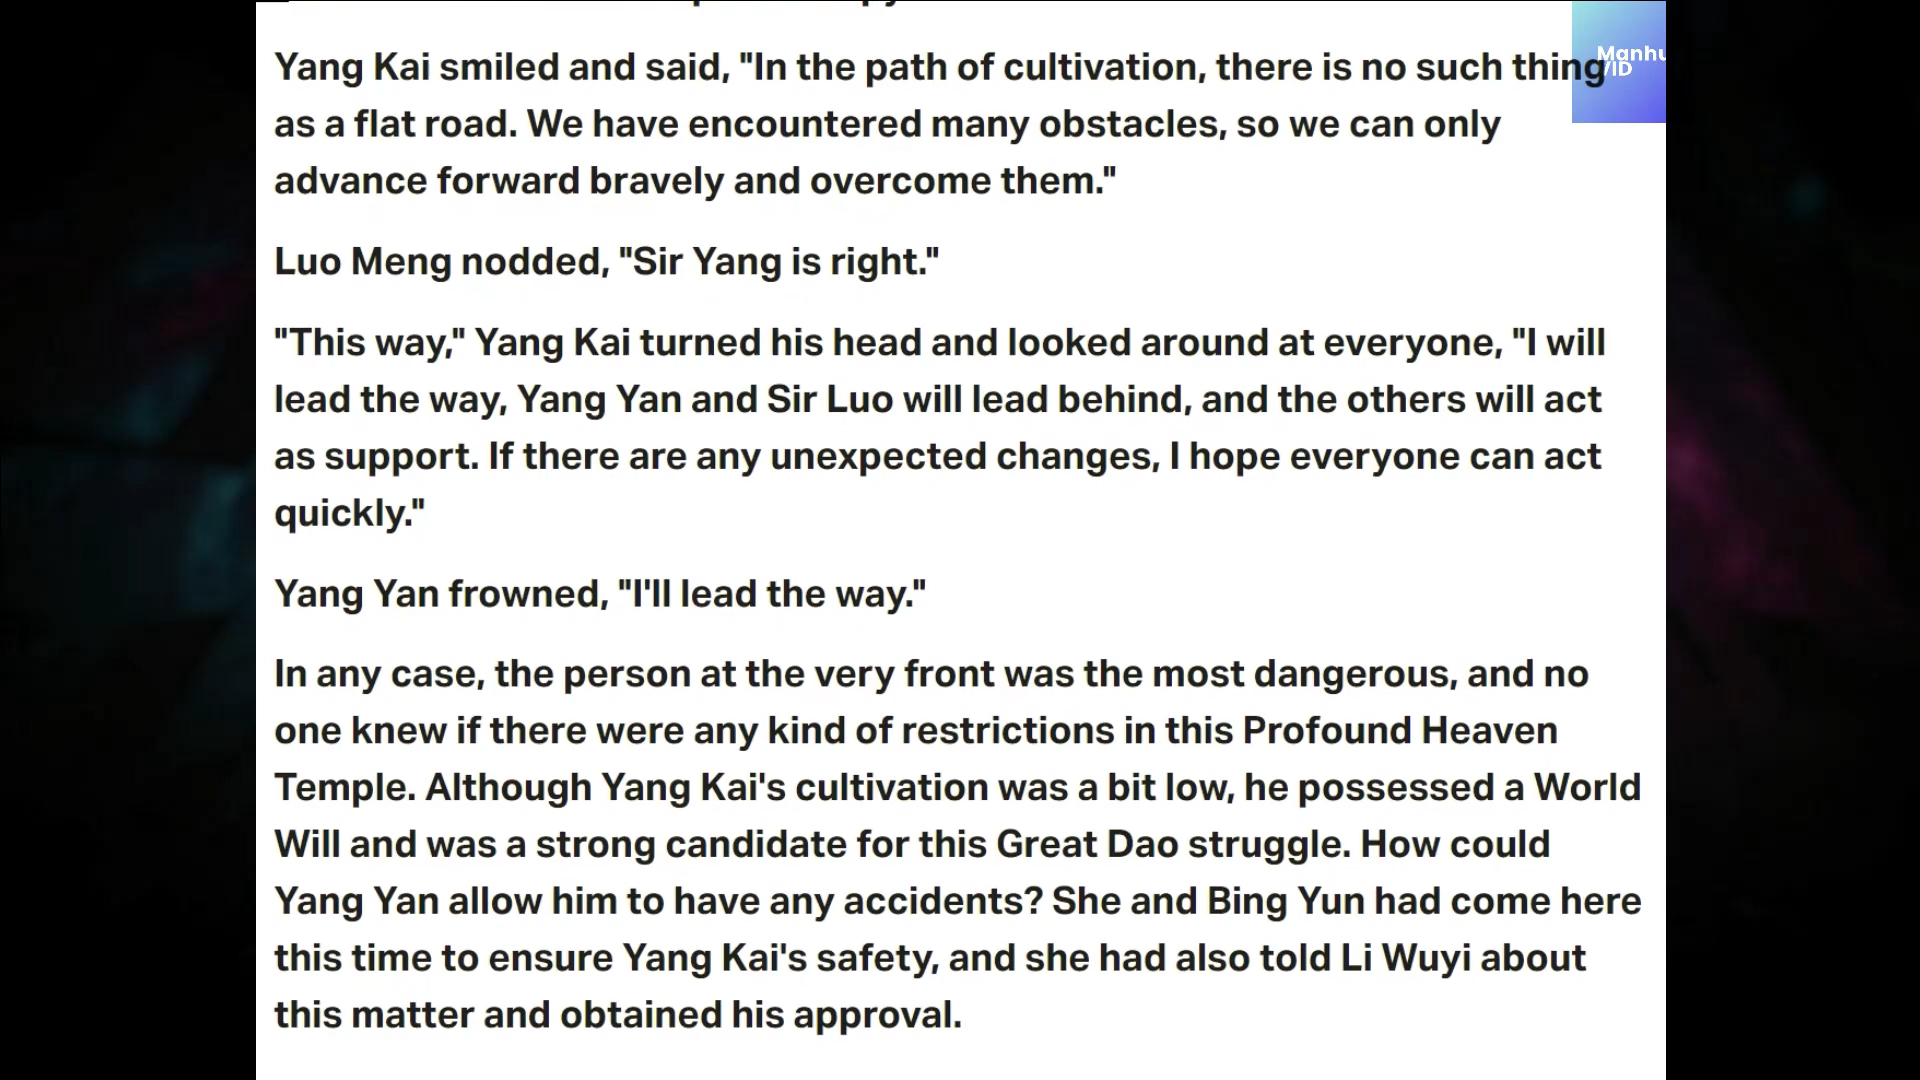 Yang Kai smiled and said, "In the path of cultivation, there is no such thing
as a flat road. We have encountered many obstacles, so we can only
advance forward bravely and overcome them."
Luo Meng nodded, "Sir Yang is right."
"This way," Yang Kai turned his head and looked around at everyone, "I will
lead the way, Yang Yan and Sir Luo will lead behind, and the others will act
as support. If there are any unexpected changes, I hope everyone can act
quickly."
Yang Yan frowned, "I'll lead the way."
In any case, the person at the very front was the most dangerous, and no
one knew if there were any kind of restrictions in this Profound Heaven
Temple. Although Yang Kai's cultivation was a bit low, he possessed a World
Will and was a strong candidate for this Great Dao struggle. How could
Yang Yan allow him to have any accidents? She and Bing Yun had come here
this time to ensure Yang Kai's safety, and she had also told Li Wuyi about
this matter and obtained his approval.
Manhu
/ID